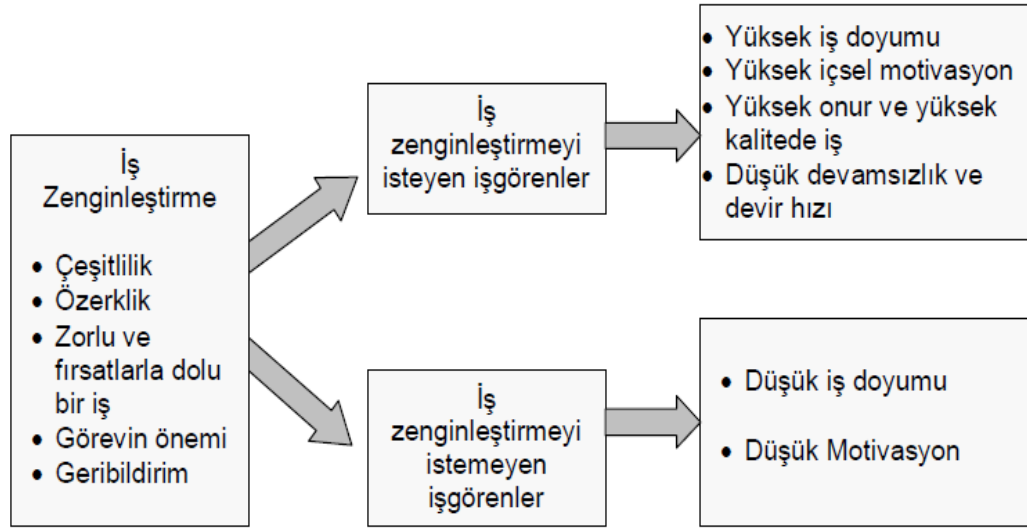 İş
Zenginleştirme
• Çeşitlilik
• Özerklik
• Zorlu ve
fırsatlarla dolu
bir iş
• Görevin önemi
• Geribildirim
İş
zenginleştirmeyi
isteyen işgörenler
• Yüksek iş doyumu
• Yüksek içsel motivasyon
• Yüksek onur ve yüksek
kalitede iş
• Düşük devamsızlık ve
devir hızı
İş
zenginleştirmeyi
istemeyen
işgörenler
• Düşük iş doyumu
• Düşük Motivasyon